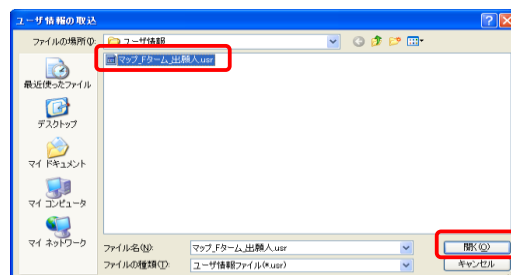 ユーザ情報の取込
ファイルの場所(I):
ユーザ情報
マップ_Fターム_出願人.usr
最近使ったファイル
デスクトップ
マイ ドキュメント
マイ コンピュータ
マイ ネットワーク
ファイル名(N):
マップ_Fターム_出願人.usr
開く(O)
ファイルの種類(T):
ユーザ情報ファイル(*.usr)
キャンセル